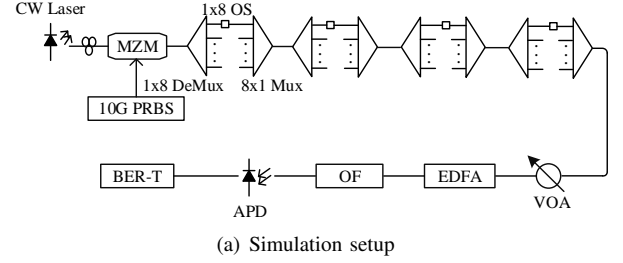 CW Laser
1x8 OS
MZM
1x8 DeMux
8x1 Mux
10G PRBS
BER-T
APD
OF
EDFA
VOA
(a) Simulation setup